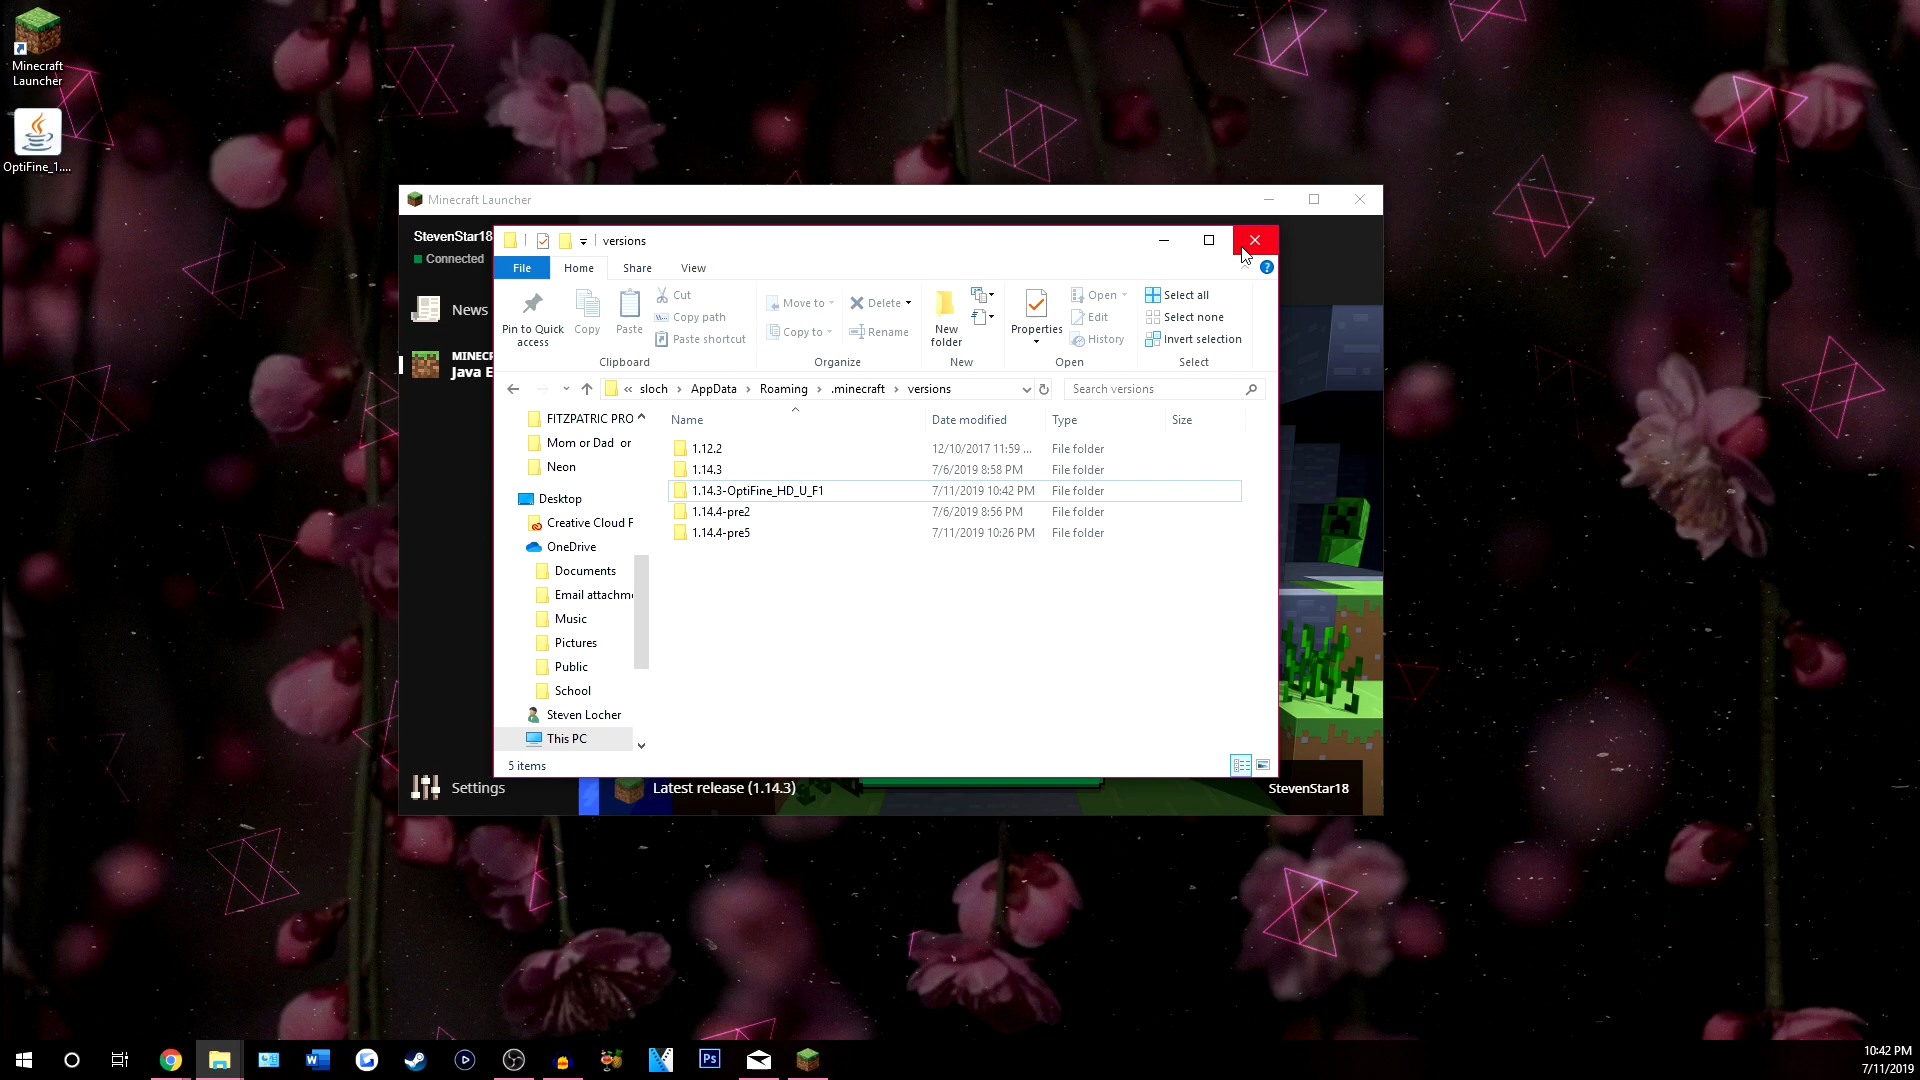 Minecraft
Launcher
OptiFine_1....
Minecraft Launcher
StevenStar18
Connected
News
MINECR
Java E
Settings
versions
File
Home
Share
View
Pin to Quick
access
Copy
Paste
Cut
Copy path
Paste shortcut
Clipboard
Move to
Copy to
Delete
Rename
Organize
New
folder
New
Properties
Open
Edit
History
Open
Select all
Select none
Invert selection
Select
« sloch › AppData › Roaming › .minecraft › versions
Search versions
FITZPATRIC PRO
Mom or Dad or
Neon
Desktop
Creative Cloud F
OneDrive
Documents
Email attachme
Music
Pictures
Public
School
Steven Locher
This PC
Name Date modified Type Size
1.12.2 12/10/2017 11:59 ... File folder
1.14.3 7/6/2019 8:58 PM File folder
1.14.3-OptiFine_HD_U_F1 7/11/2019 10:42 PM File folder
1.14.4-pre2 7/6/2019 8:56 PM File folder
1.14.4-pre5 7/11/2019 10:26 PM File folder
5 items
Latest release (1.14.3)
StevenStar18
W
Ps
10:42 PM
7/11/2019